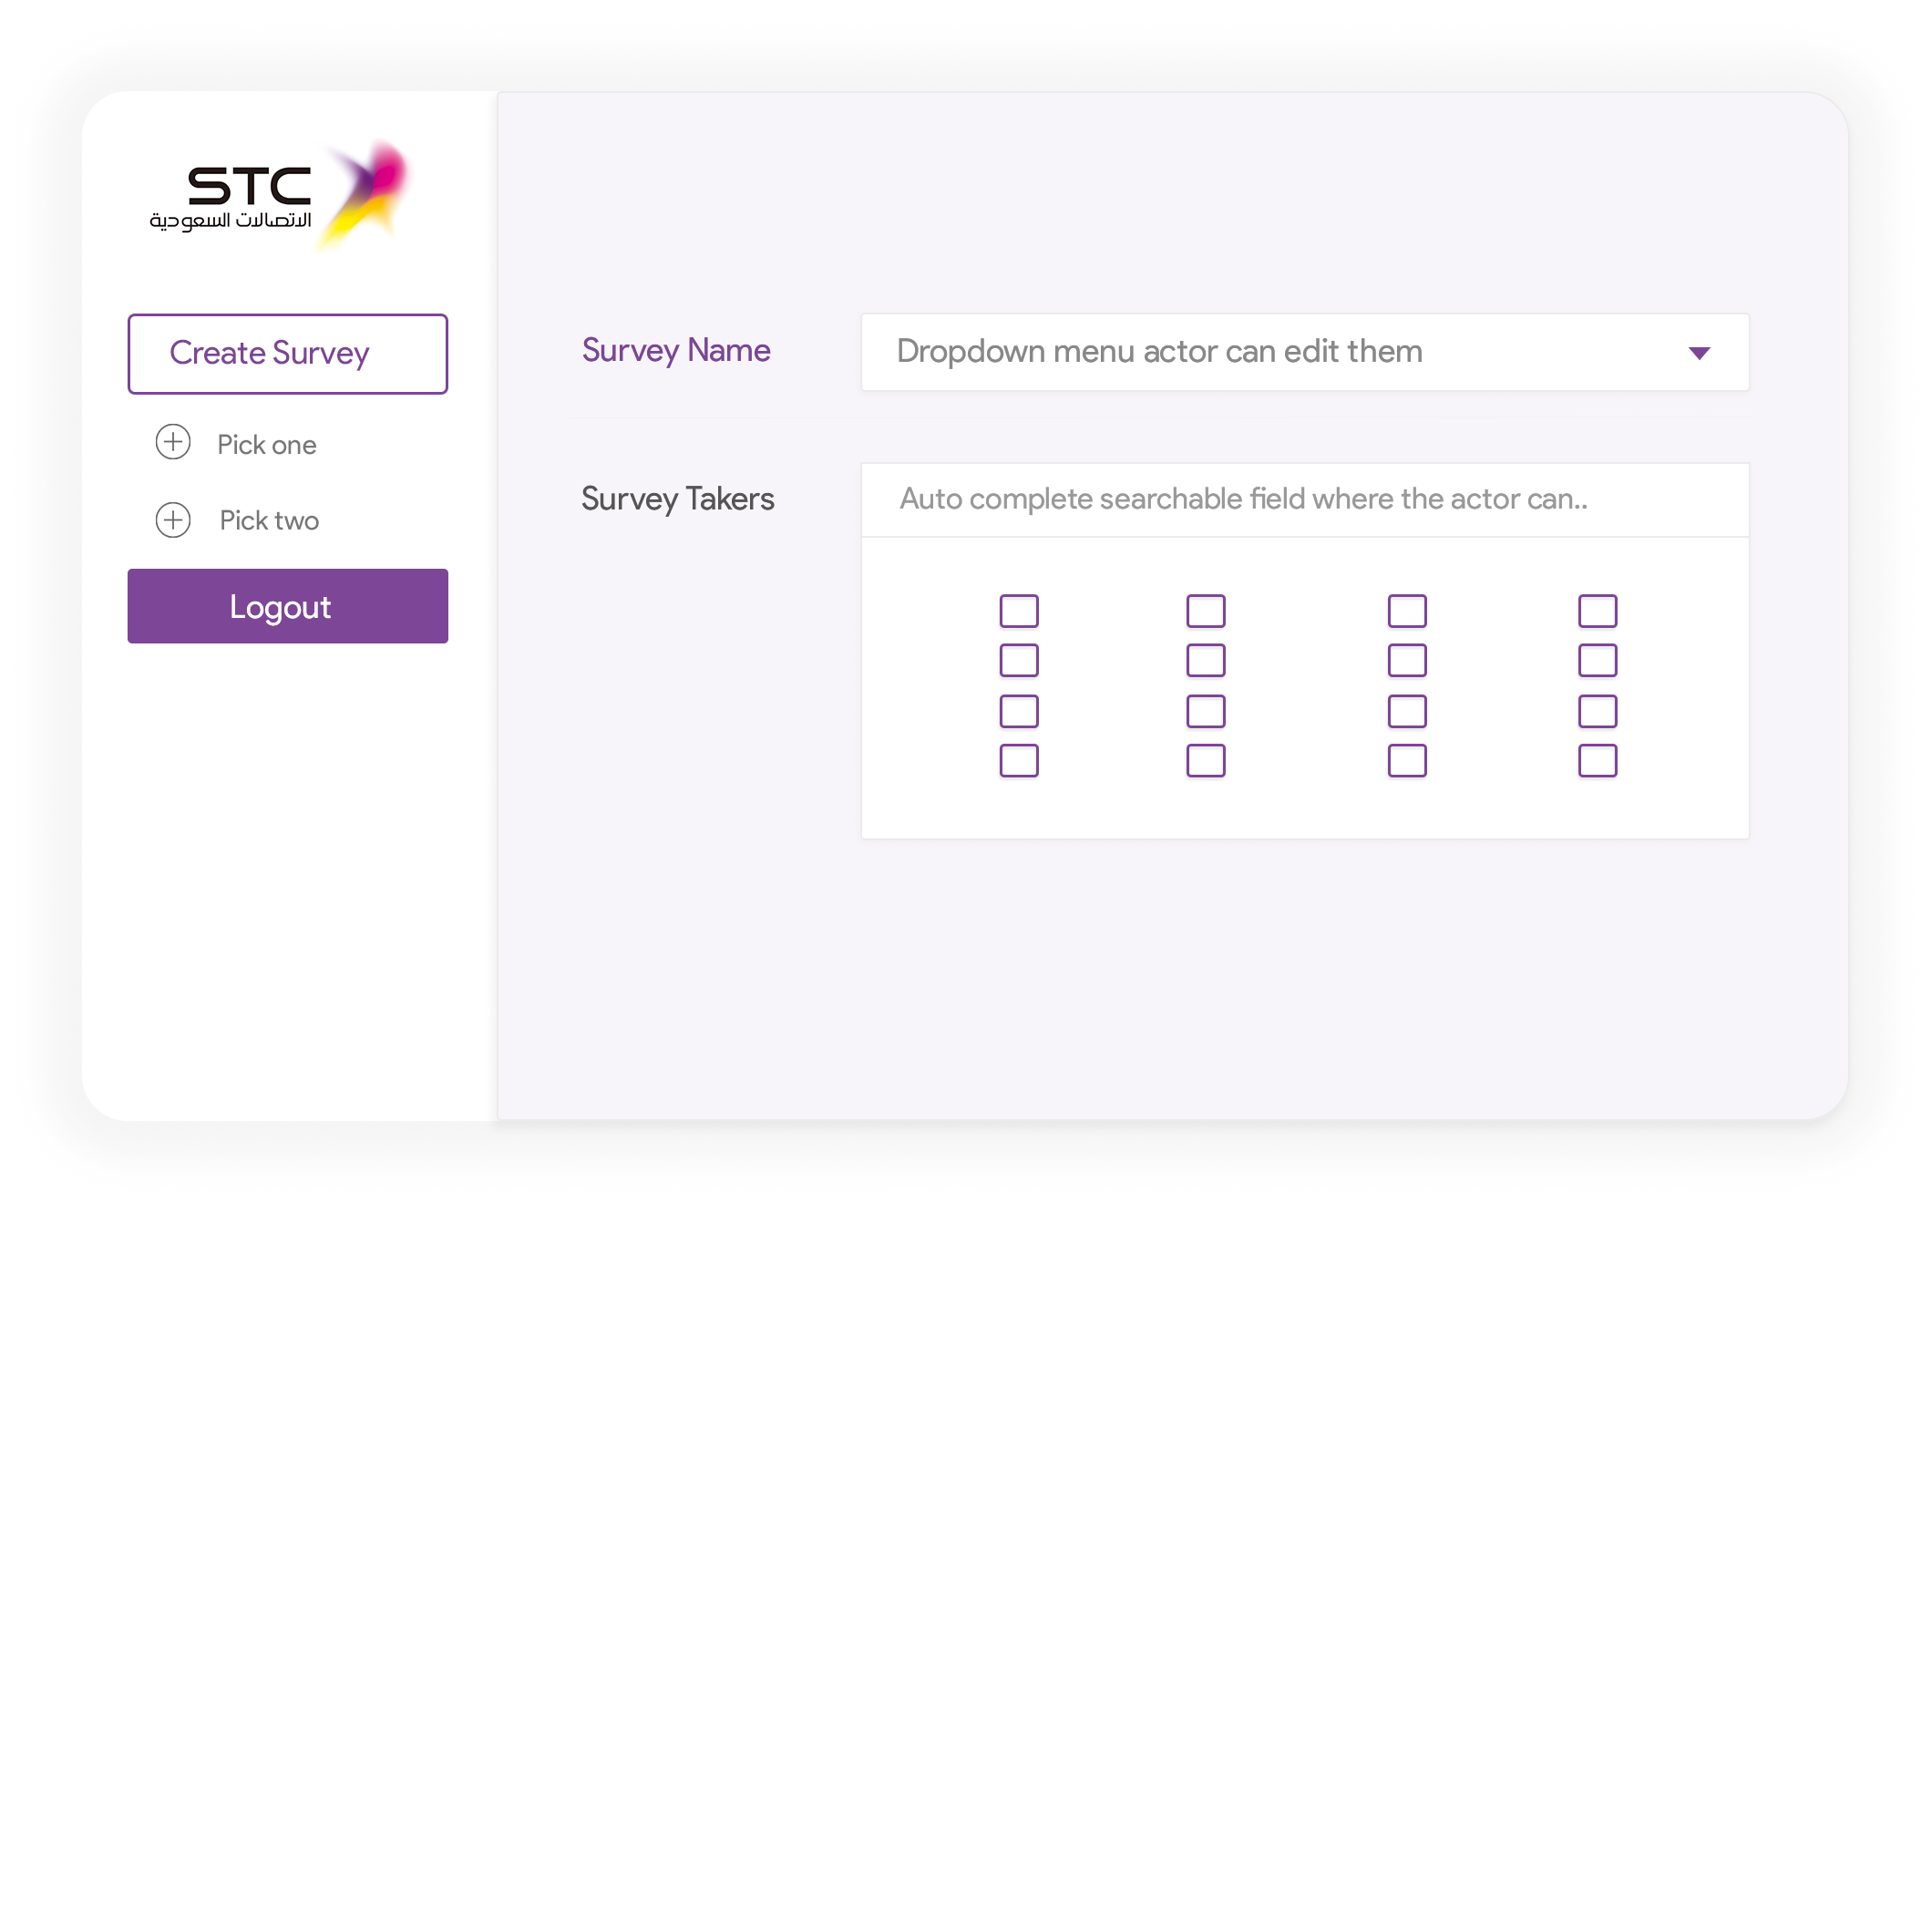 STC
الاتصالات السعودية
Create Survey
Pick one
Pick two
Logout
Survey Name
Dropdown menu actor can edit them
Survey Takers
Auto complete searchable field where the actor can..